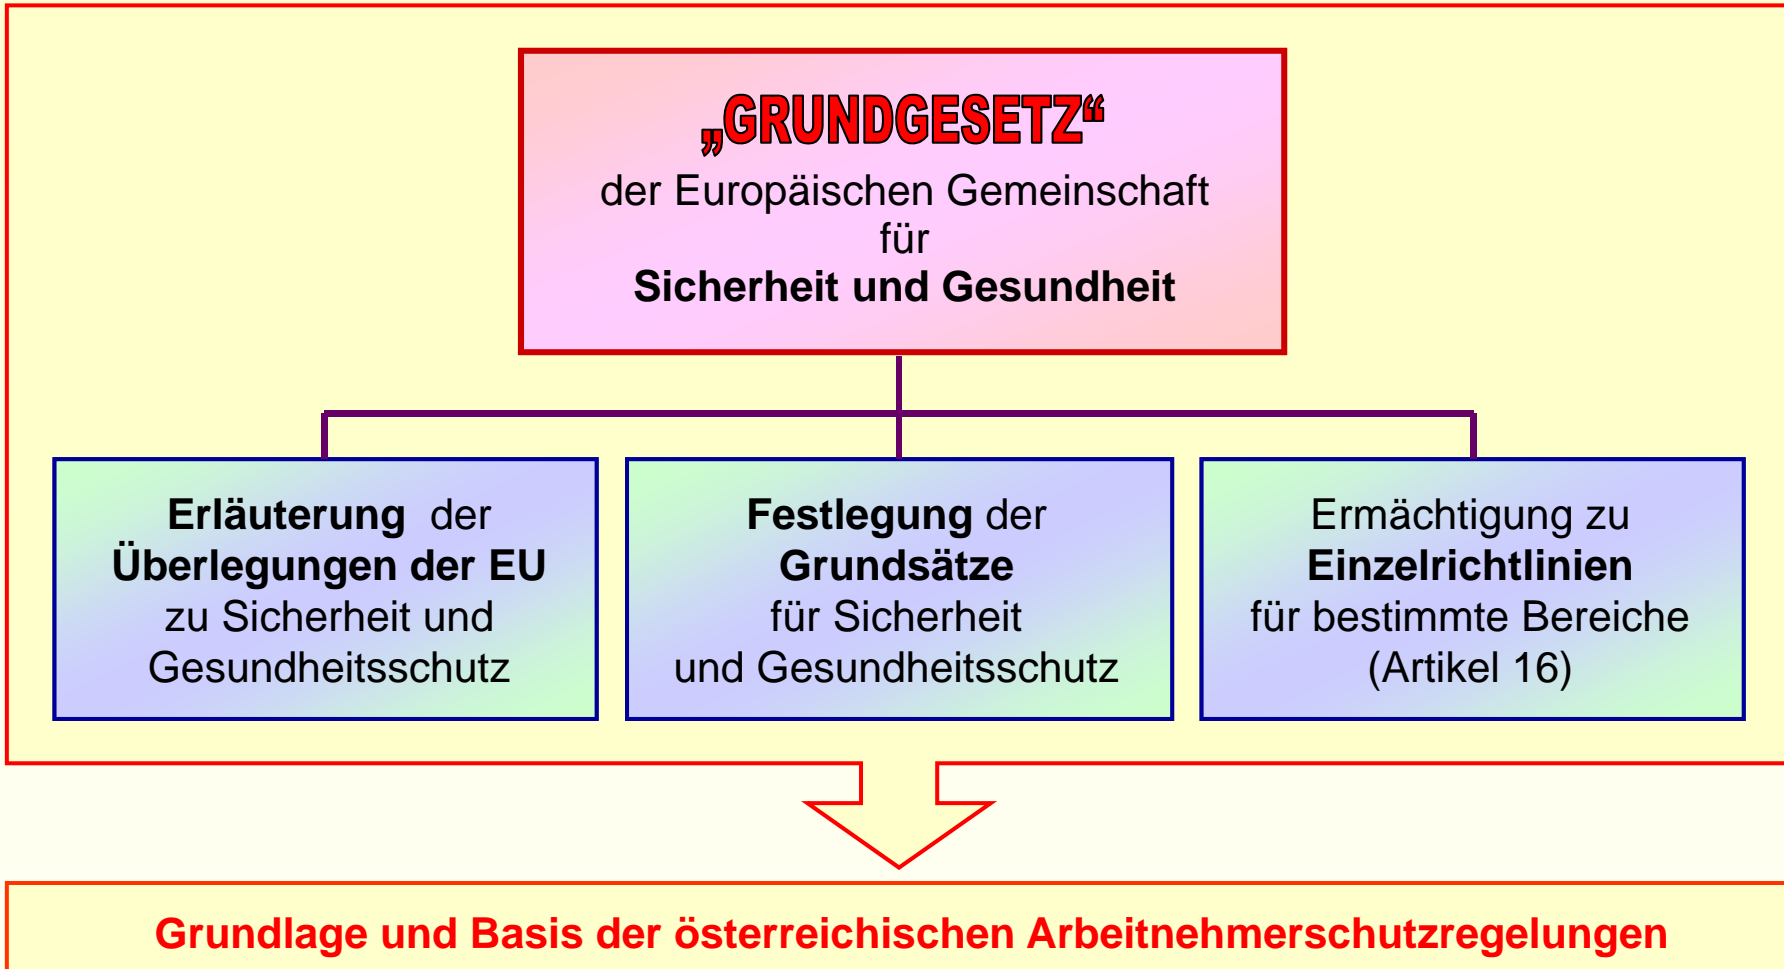 „GRUNDGESETZ“
der Europäischen Gemeinschaft
für
Sicherheit und Gesundheit
Erläuterung der
Überlegungen der EU
zu Sicherheit und
Gesundheitsschutz
Festlegung der
Grundsätze
für Sicherheit
und Gesundheitsschutz
Ermächtigung zu
Einzelrichtlinien
für bestimmte Bereiche
(Artikel 16)
Grundlage und Basis der österreichischen Arbeitnehmerschutzregelungen